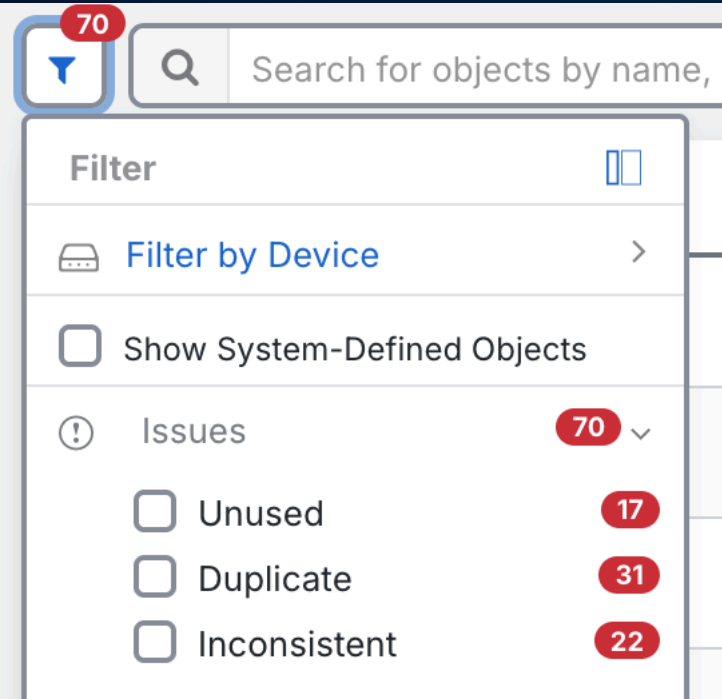 70
Search for objects by name,
Filter
Filter by Device
Show System-Defined Objects
Issues 70
Unused 17
Duplicate 31
Inconsistent 22